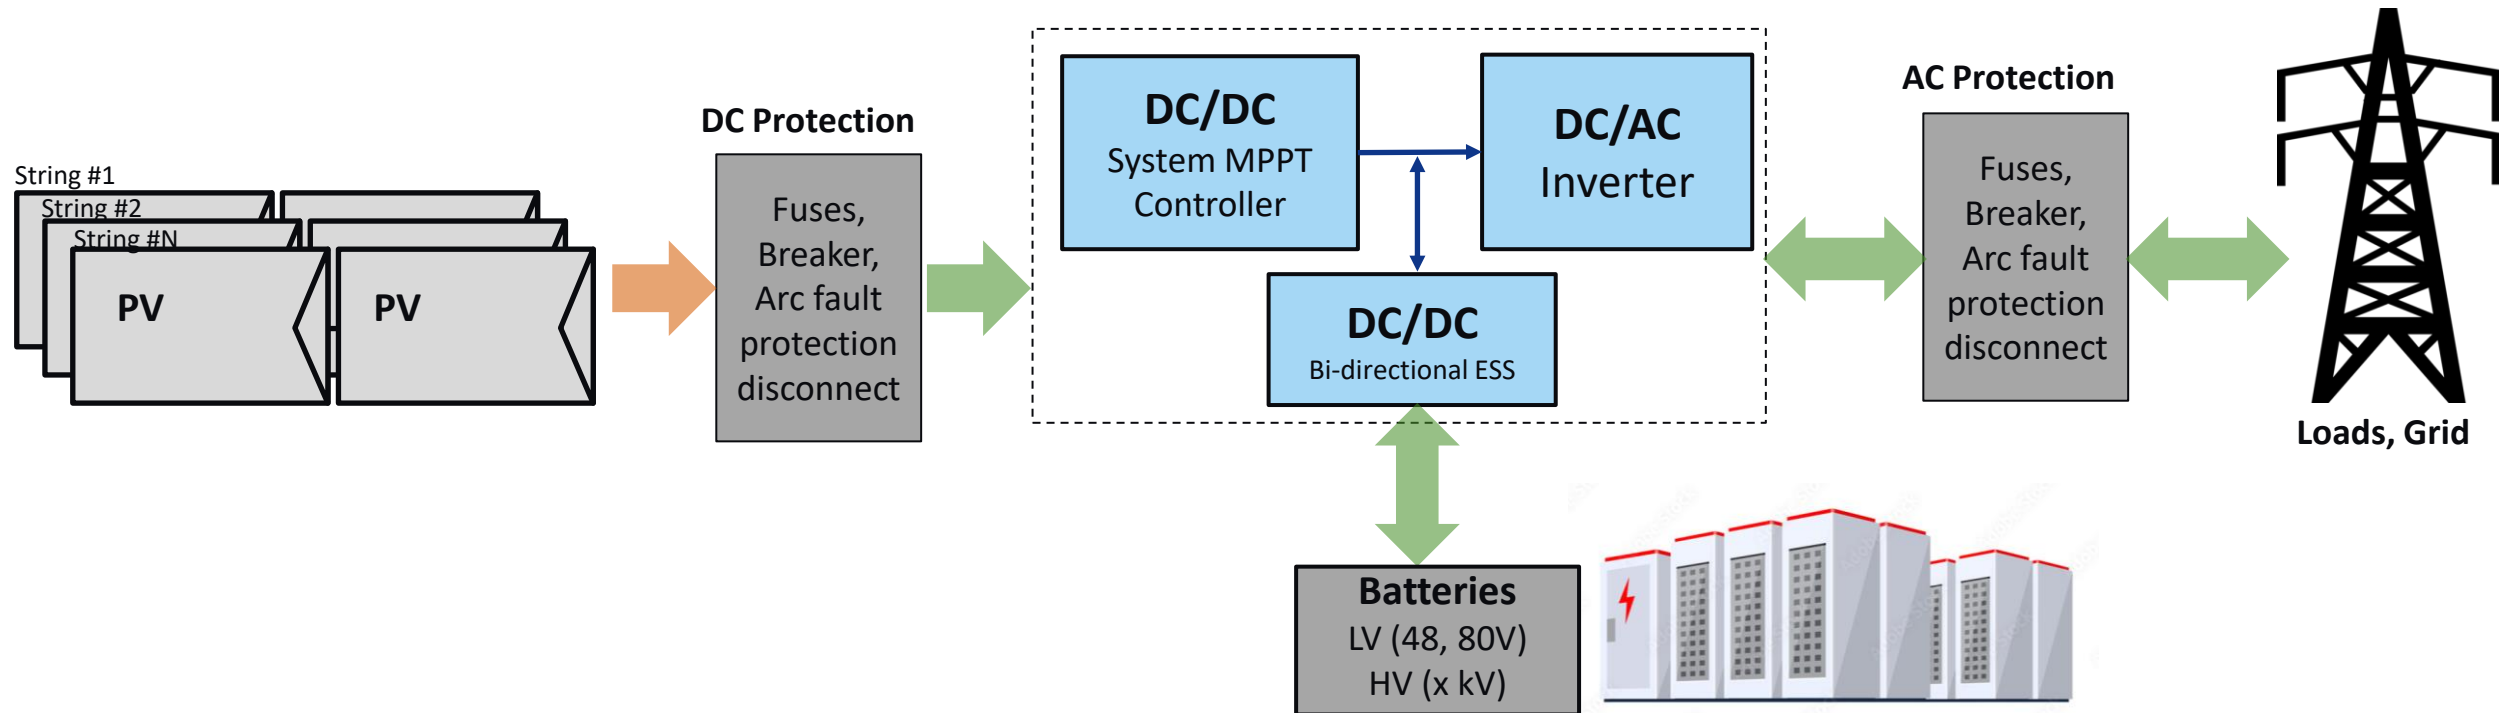 String #1
String #2
String #N
PV
PV
DC Protection
Fuses,
Breaker,
Arc fault
protection
disconnect
DC/DC
System MPPT
Controller
DC/AC
Inverter
DC/DC
Bi-directional ESS
Batteries
LV (48, 80V)
HV (x kV)
AC Protection
Fuses,
Breaker,
Arc fault
protection
disconnect
Loads, Grid